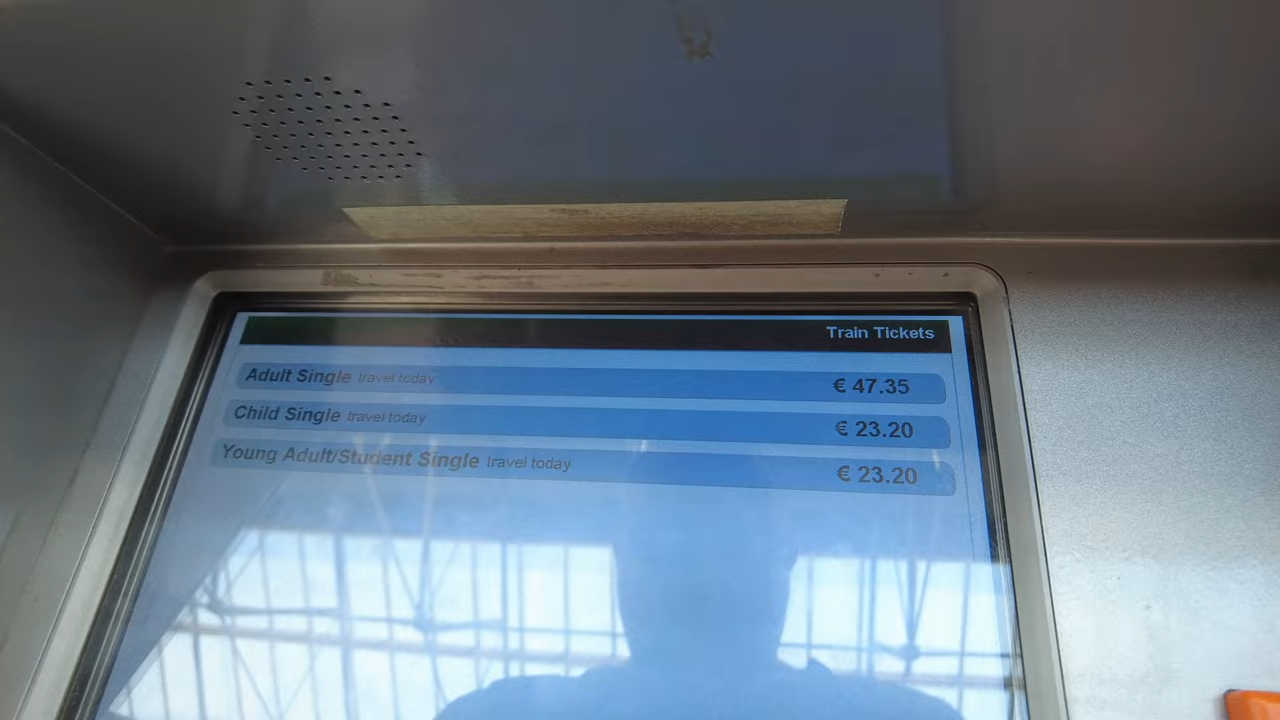 Train Tickets
Adult Single travel today € 47.35
Child Single travel today € 23.20
Young Adult/Student Single travel today € 23.20